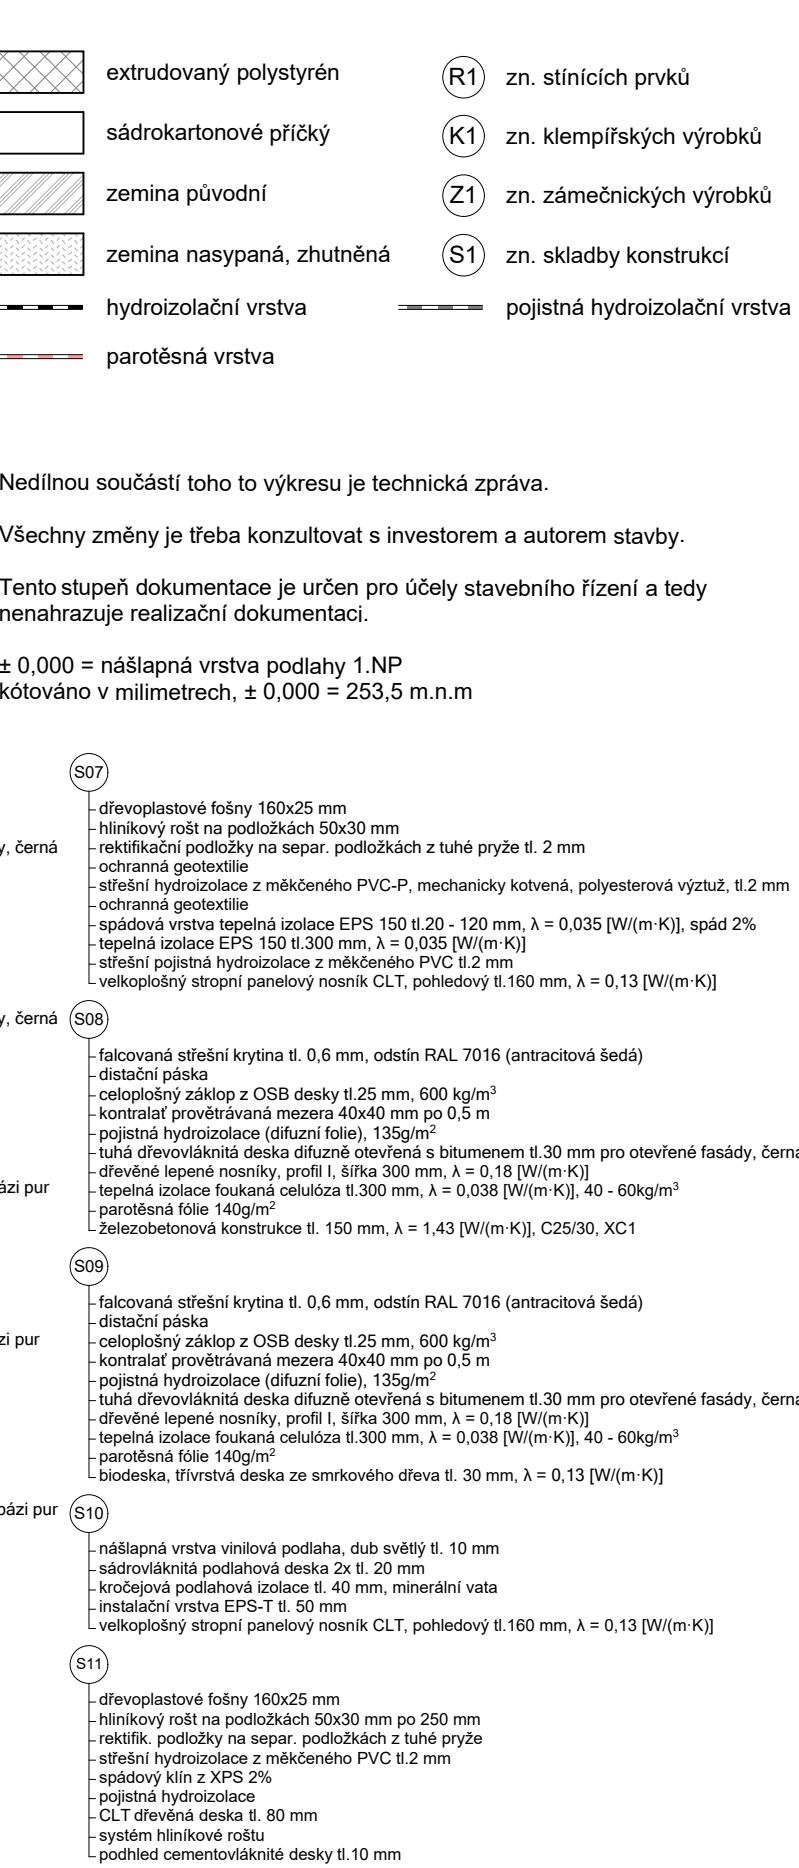 extrudovaný polystyrén
R1 zn. stínících prvků
sádrokartonové příčký
K1 zn. klempířských výrobků
zemina původní
Z1 zn. zámečnických výrobků
zemina nasypaná, zhutněná
S1 zn. skladby konstrukcí
hydroizolační vrstva
pojistná hydroizolační vrstva
parotěsná vrstva
Nedílnou součástí toho to výkresu je technická zpráva.
Všechny změny je třeba konzultovat s investorem a autorem stavby.
Tento stupeň dokumentace je určen pro účely stavebního řízení a tedy
nenahrazuje realizační dokumentaci.
± 0,000 = nášlapná vrstva podlahy 1.NP
kótováno v milimetrech, ± 0,000 = 253,5 m.n.m
S07
dřevoplastové fošny 160x25 mm
hliníkový rošt na podložkách 50x30 mm
y, černá
rektifikační podložky na separ. podložkách z tuhé pryže tl. 2 mm
ochranná geotextilie
střešní hydroizolace z měkčeného PVC-P, mechanicky kotvená, polyesterová výztuž, tl.2 mm
ochranná geotextilie
spádová vrstva tepelná izolace EPS 150 tl.20 - 120 mm, λ = 0,035 [W/(m·K)], spád 2%
tepelná izolace EPS 150 tl.300 mm, λ = 0,035 [W/(m·K)]
střešní pojistná hydroizolace z měkčeného PVC tl.2 mm
velkoplošný stropní panelový nosník CLT, pohledový tl.160 mm, λ = 0,13 [W/(m·K)]
y, černá
S08
falcovaná střešní krytina tl. 0,6 mm, odstín RAL 7016 (antracitová šedá)
distační páska
celoplošný záklop z OSB desky tl.25 mm, 600 kg/m³
kontralať provětrávaná mezera 40x40 mm po 0,5 m
pojistná hydroizolace (difuzní folie), 135g/m²
tuhá dřevovláknitá deska difuzně otevřená s bitumenem tl.30 mm pro otevřené fasády, černá
dřevěné lepené nosníky, profil I, šířka 300 mm, λ = 0,18 [W/(m·K)]
ázi pur
tepelná izolace foukaná celulóza tl.300 mm, λ = 0,038 [W/(m·K)], 40 - 60kg/m³
parotěsná fólie 140g/m²
železobetonová konstrukce tl. 150 mm, λ = 1,43 [W/(m·K)], C25/30, XC1
S09
falcovaná střešní krytina tl. 0,6 mm, odstín RAL 7016 (antracitová šedá)
distační páska
zi pur
celoplošný záklop z OSB desky tl.25 mm, 600 kg/m³
kontralať provětrávaná mezera 40x40 mm po 0,5 m
pojistná hydroizolace (difuzní folie), 135g/m²
tuhá dřevovláknitá deska difuzně otevřená s bitumenem tl.30 mm pro otevřené fasády, černá
dřevěné lepené nosníky, profil I, šířka 300 mm, λ = 0,18 [W/(m·K)]
tepelná izolace foukaná celulóza tl.300 mm, λ = 0,038 [W/(m·K)], 40 - 60kg/m³
parotěsná fólie 140g/m²
biodeska, třívrstvá deska ze smrkového dřeva tl. 30 mm, λ = 0,13 [W/(m·K)]
bázi pur
S10
nášlapná vrstva vinilová podlaha, dub světlý tl. 10 mm
sádrovláknitá podlahová deska 2x tl. 20 mm
kročejová podlahová izolace tl. 40 mm, minerální vata
instalační vrstva EPS-T tl. 50 mm
velkoplošný stropní panelový nosník CLT, pohledový tl.160 mm, λ = 0,13 [W/(m·K)]
S11
dřevoplastové fošny 160x25 mm
hliníkový rošt na podložkách 50x30 mm po 250 mm
rektifik. podložky na separ. podložkách z tuhé pryže
střešní hydroizolace z měkčeného PVC tl.2 mm
spádový klín z XPS 2%
pojistná hydroizolace
CLT dřevěná deska tl. 80 mm
systém hliníkové roštu
podhled cementovláknité desky tl.10 mm